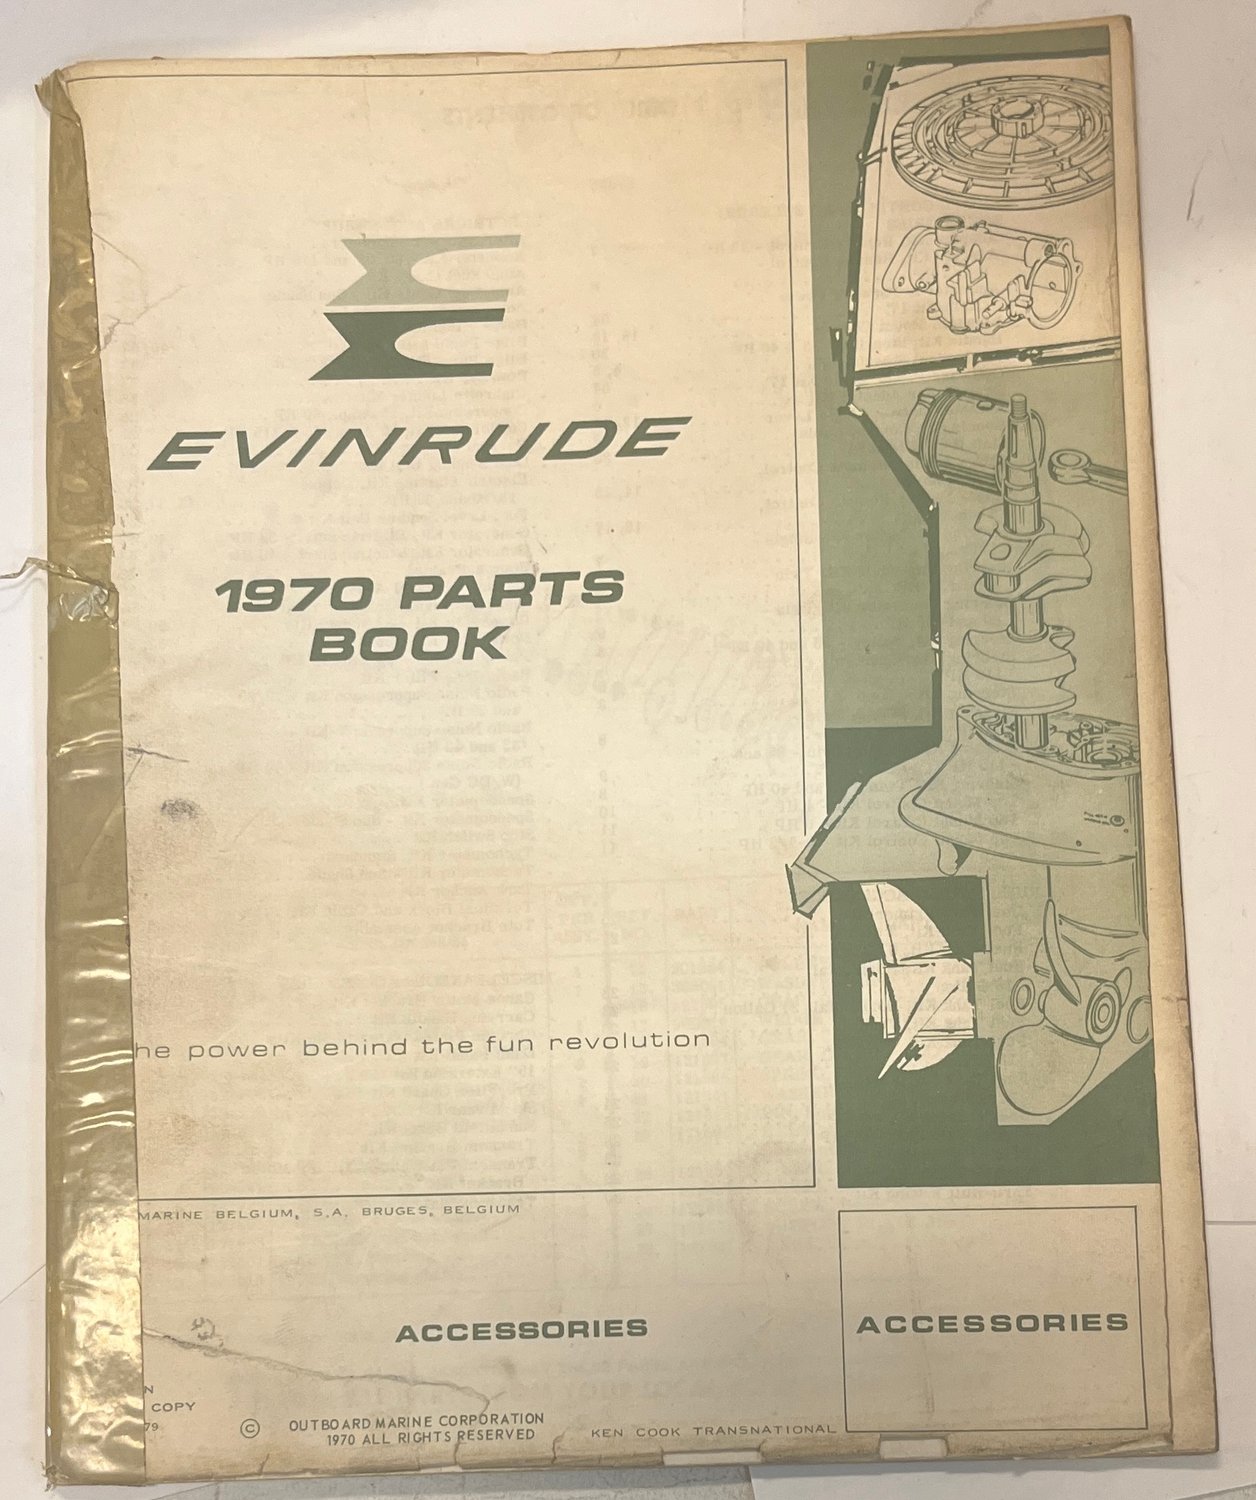 EVINRUDE
1970 PARTS
BOOK
he power behind the fun revolution
MARINE BELGIUM, S.A. BRUGES, BELGIUM
ACCESSORIES
ACCESSORIES
N
COPY
79
© OUTBOARD MARINE CORPORATION
1970 ALL RIGHTS RESERVED
KEN COOK TRANSNATIONAL